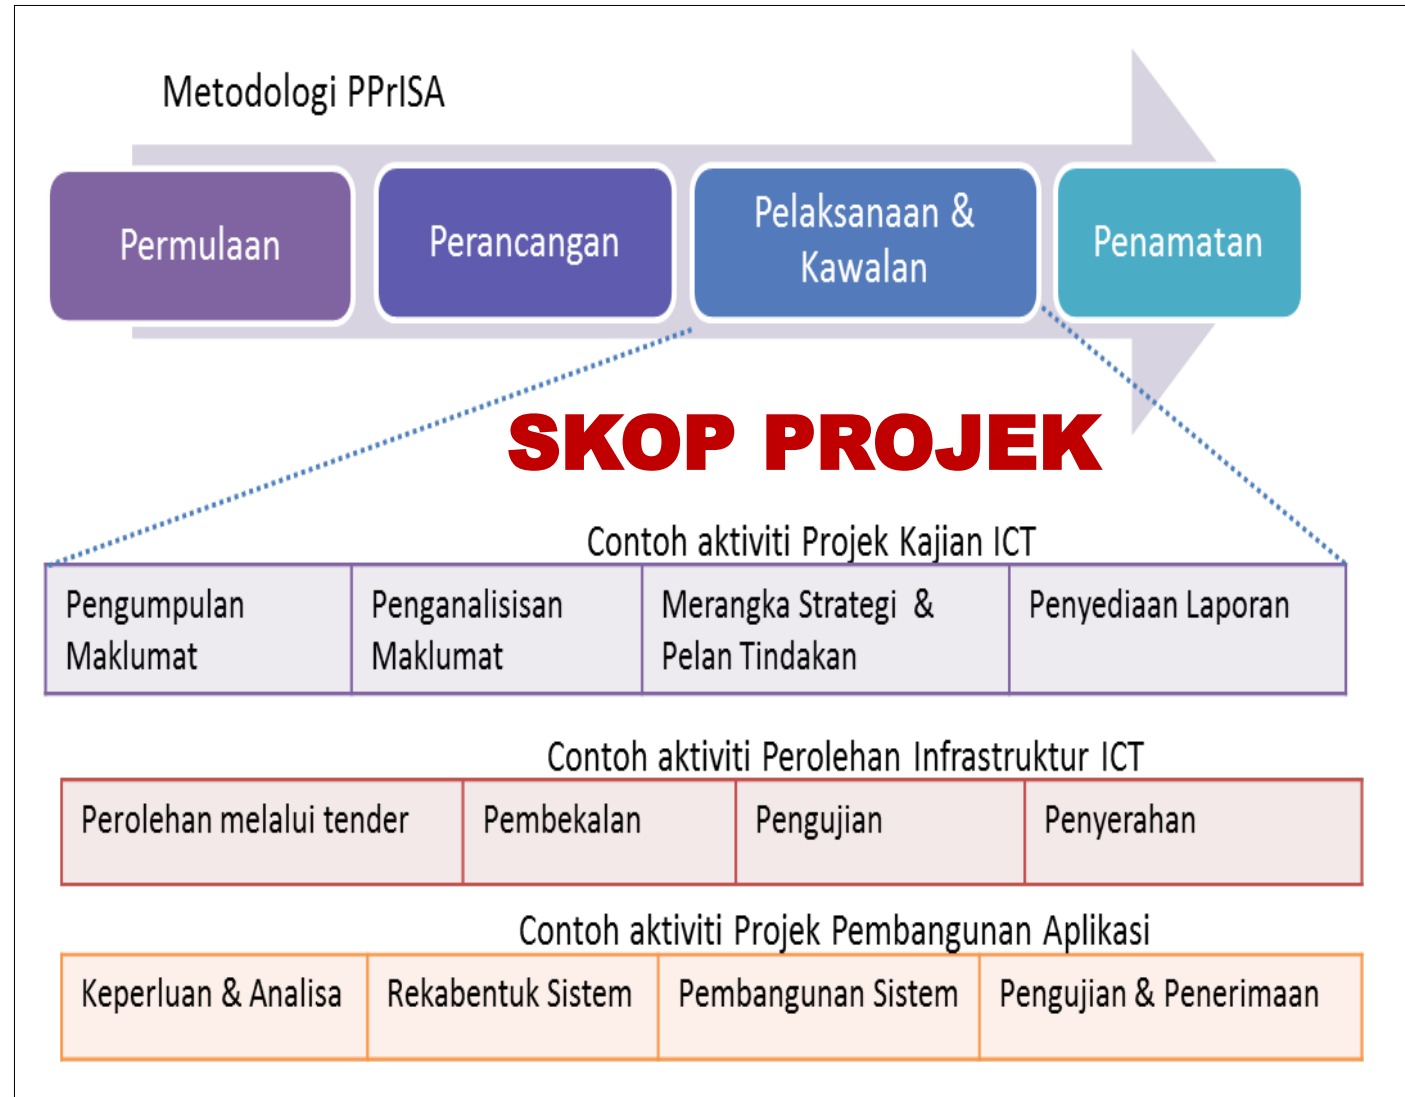 Metodologi PPrISA
Permulaan
Perancangan
Pelaksanaan &
Kawalan
Penamatan
SKOP PROJEK
Contoh aktiviti Projek Kajian ICT
Pengumpulan
Maklumat
Penganalisisan
Maklumat
Merangka Strategi &
Pelan Tindakan
Penyediaan Laporan
Contoh aktiviti Perolehan Infrastruktur ICT
Perolehan melalui tender
Pembekalan
Pengujian
Penyerahan
Contoh aktiviti Projek Pembangunan Aplikasi
Keperluan & Analisa
Rekabentuk Sistem
Pembangunan Sistem
Pengujian & Penerimaan